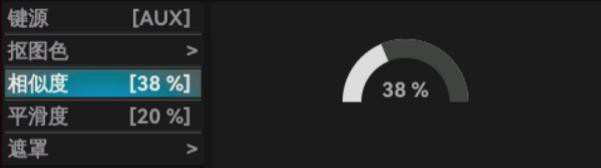 键源 [AUX]
抠图色 >
相似度 [38 %]
38 %
平滑度 [20 %]
遮罩 >